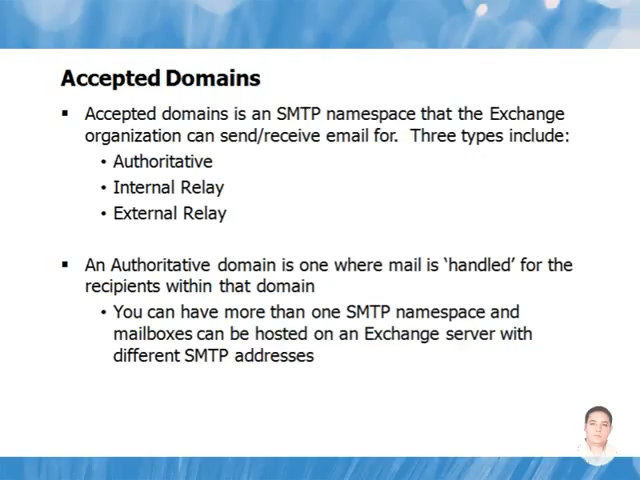 Accepted Domains
▪ Accepted domains is an SMTP namespace that the Exchange
organization can send/receive email for.  Three types include:
• Authoritative
• Internal Relay
• External Relay
▪ An Authoritative domain is one where mail is ‘handled’ for the
recipients within that domain
• You can have more than one SMTP namespace and
mailboxes can be hosted on an Exchange server with
different SMTP addresses